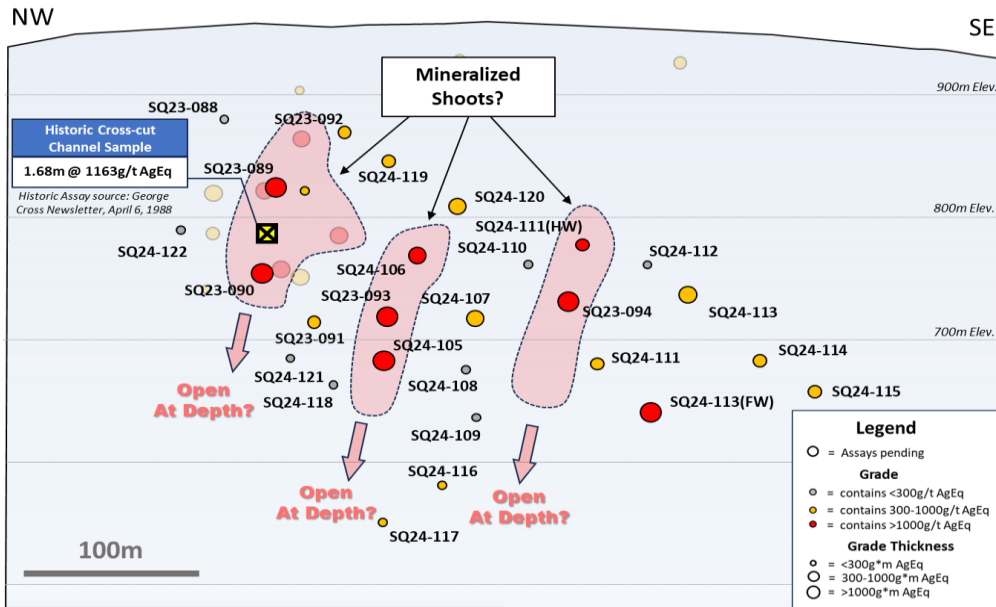 NW
SE
Mineralized
Shoots?
900m Elev.
SQ23-088
SQ23-092
Historic Cross-cut
Channel Sample
1.68m @ 1163g/t AgEq
SQ23-089
SQ24-119
Historic Assay source: George
Cross Newsletter, April 6, 1988
SQ24-120
800m Elev.
SQ24-111(HW)
SQ24-122
SQ24-110
SQ24-112
SQ24-106
SQ23-090
SQ23-093
SQ24-107
SQ23-094
SQ24-113
SQ23-091
700m Elev.
SQ24-105
SQ24-111
SQ24-114
SQ24-121
SQ24-108
SQ24-118
SQ24-115
Open
At Depth?
SQ24-113(FW)
SQ24-109
SQ24-116
Open
At Depth?
Open
At Depth?
SQ24-117
100m
Legend
= Assays pending
Grade
= contains <300g/t AgEq
= contains 300-1000g/t AgEq
= contains >1000g/t AgEq
Grade Thickness
= <300g*m AgEq
= 300-1000g*m AgEq
= >1000g*m AgEq